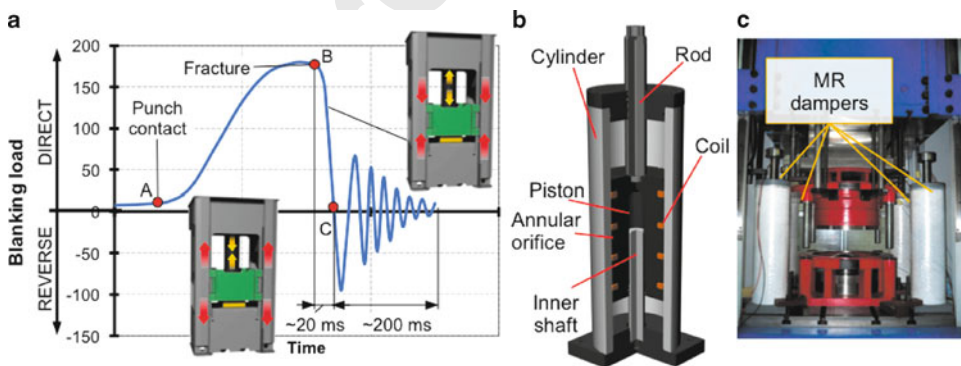 a
200
150
100
50
0
-50
-100
-150
DIRECT
REVERSE
Blanking load
Punch
contact
A
Fracture
B
C
~20 ms
~200 ms
Time
b
Cylinder
Rod
Coil
Piston
Annular
orifice
Inner
shaft
c
MR
dampers